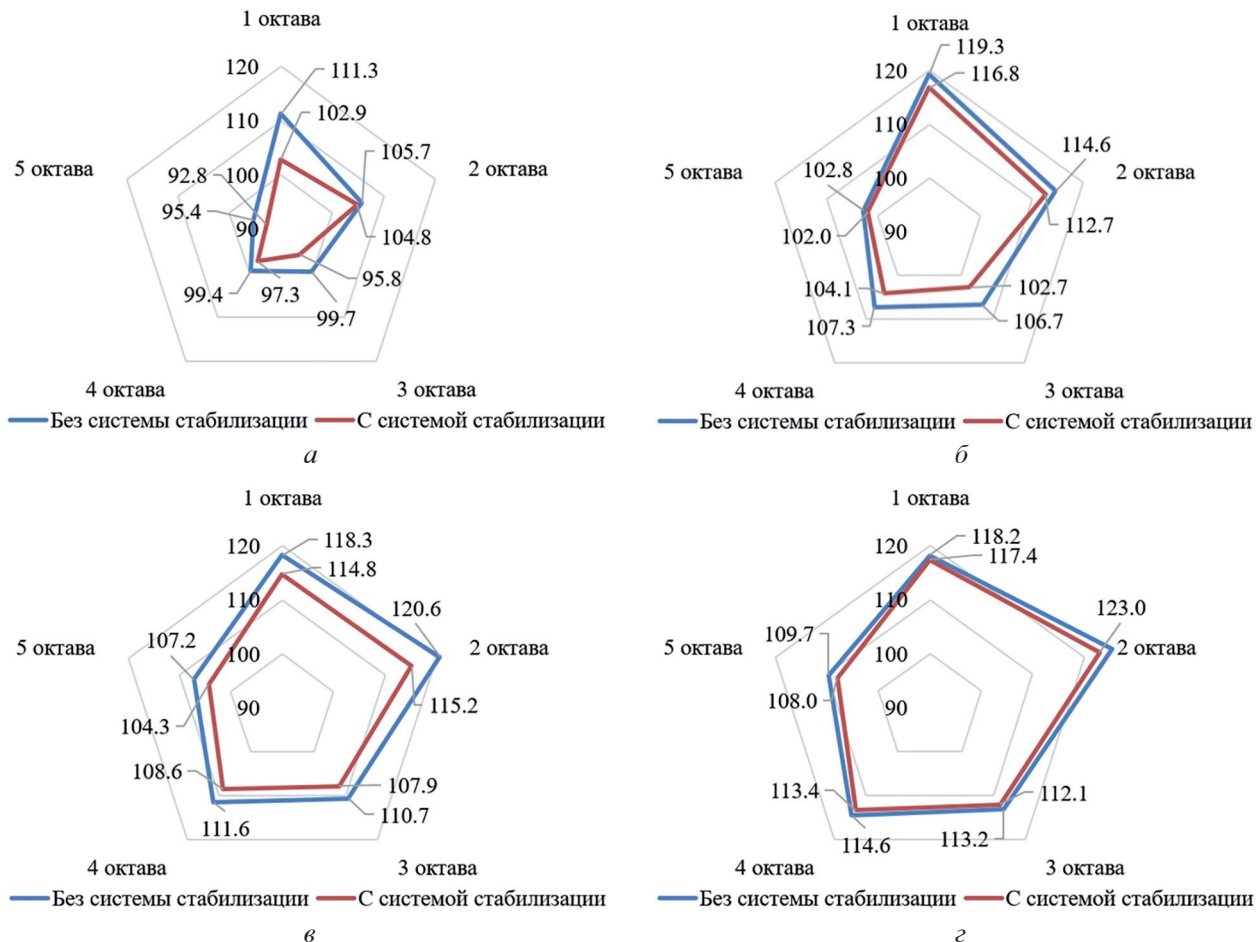 1 октава
120
111.3
110
102.9
100
105.7
5 октава
2 октава
92.8
95.4
90
104.8
99.4
97.3
95.8
99.7
4 октава
3 октава
Без системы стабилизации С системой стабилизации
а
1 октава
119.3
120
116.8
110
114.6
5 октава
102.8
100
2 октава
102.0
90
112.7
104.1
102.7
107.3
106.7
4 октава
3 октава
Без системы стабилизации С системой стабилизации
б
1 октава
118.3
120
114.8
110
120.6
5 октава
107.2
100
2 октава
104.3
90
115.2
108.6
107.9
111.6
110.7
4 октава
3 октава
Без системы стабилизации С системой стабилизации
в
1 октава
118.2
120
117.4
110
123.0
109.7
5 октава
100
2 октава
108.0
90
113.4
112.1
114.6
113.2
4 октава
3 октава
Без системы стабилизации С системой стабилизации
г